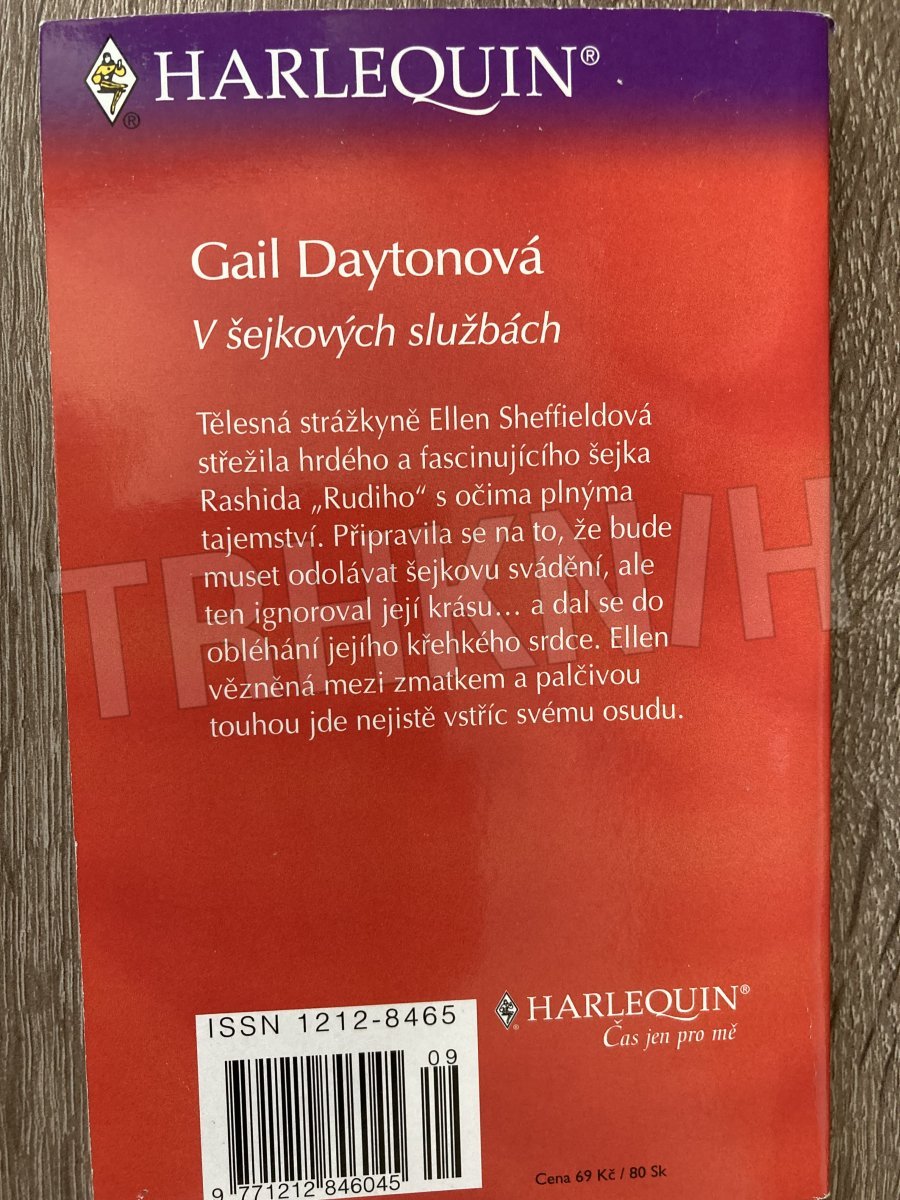 HARLEQUIN®
®
Gail Daytonová
V šejkových službách
Tělesná strážkyně Ellen Sheffieldová
střežila hrdého a fascinujícího šejka
Rashida „Rudiho“ s očima plnýma
tajemství. Připravila se na to, že bude
muset odolávat šejkovu svádění, ale
ten ignoroval její krásu... a dal se do
obléhání jejího křehkého srdce. Ellen
vězněná mezi zmatkem a palčivou
touhou jde nejistě vstříc svému osudu.
TRHKNIH
HARLEQUIN®
®
Čas jen pro mě
ISSN 1212-8465
09
9 771212 846045
Cena 69 Kč / 80 Sk